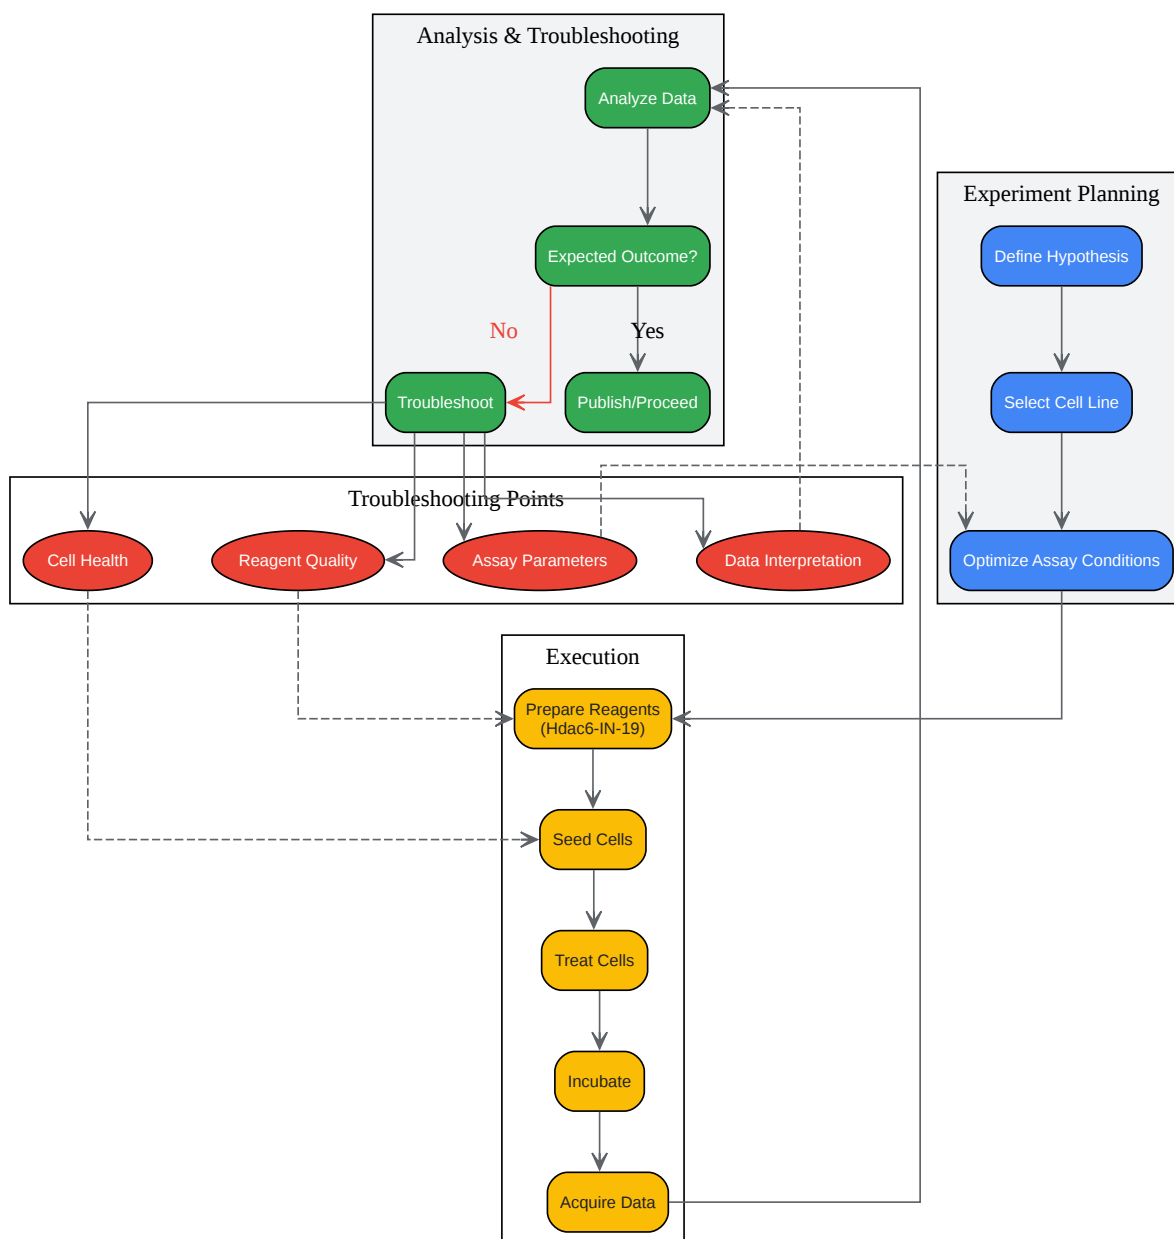 Analysis & Troubleshooting
Analyze Data
Expected Outcome?
No
Yes
Troubleshoot
Publish/Proceed
Experiment Planning
Define Hypothesis
Select Cell Line
Optimize Assay Conditions
Troubleshooting Points
Cell Health
Reagent Quality
Assay Parameters
Data Interpretation
Execution
Prepare Reagents
(Hdac6-IN-19)
Seed Cells
Treat Cells
Incubate
Acquire Data